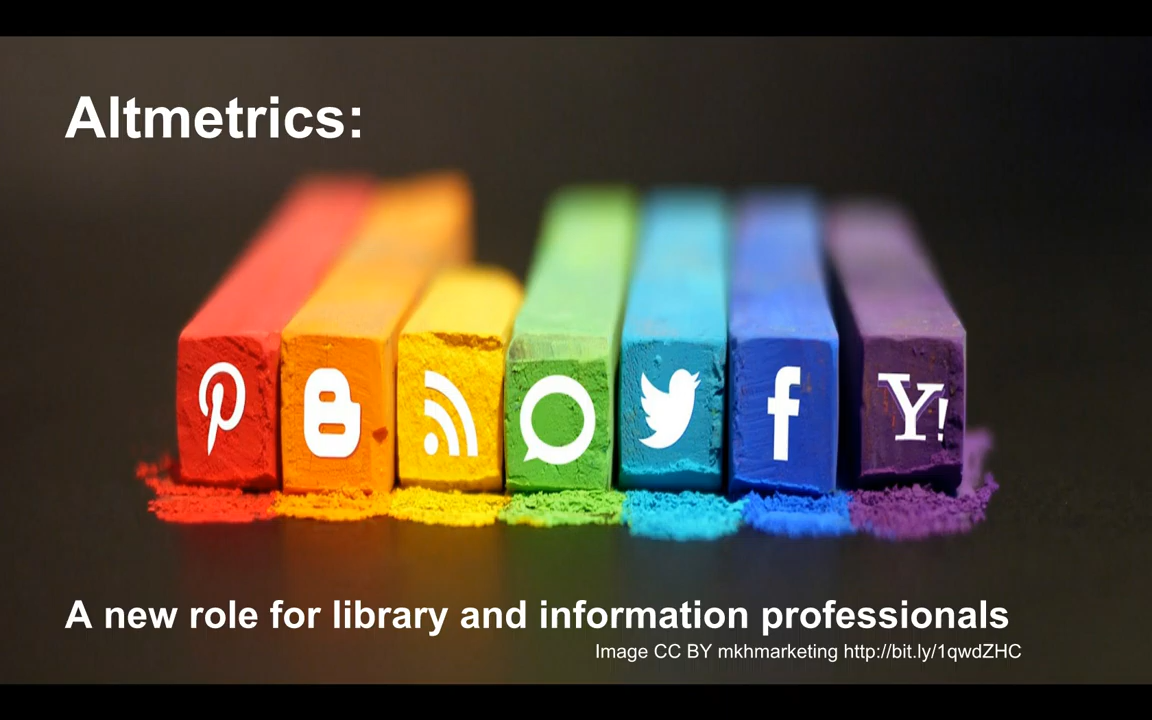 Altmetrics:
Y!
A new role for library and information professionals
Image CC BY mkhmarketing http://bit.ly/1qwdZHC